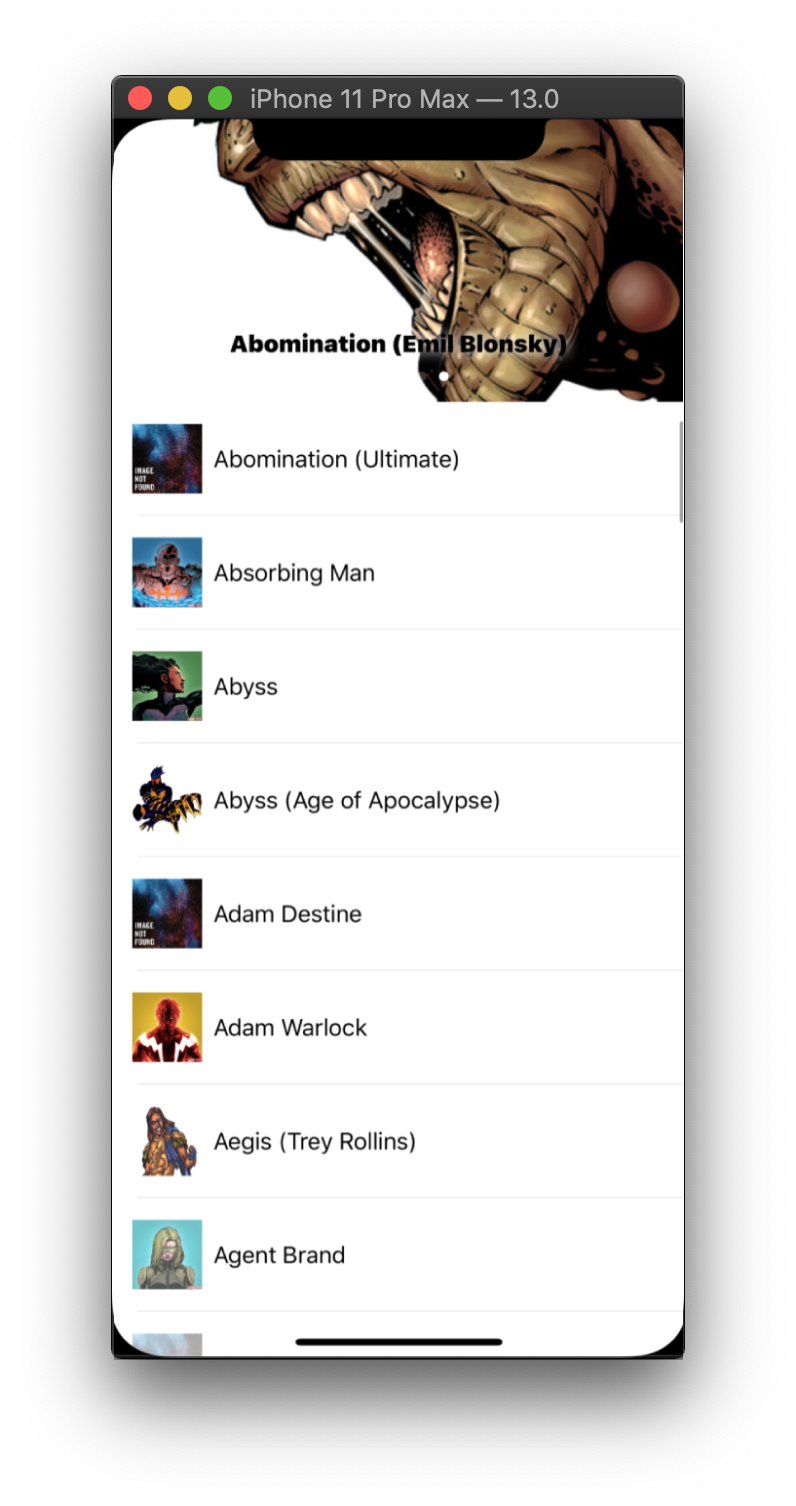 iPhone 11 Pro Max — 13.0
Abomination (Emil Blonsky)
IMAGE
NOT
FOUND
Abomination (Ultimate)
Absorbing Man
Abyss
Abyss (Age of Apocalypse)
IMAGE
NOT
FOUND
Adam Destine
Adam Warlock
Aegis (Trey Rollins)
Agent Brand